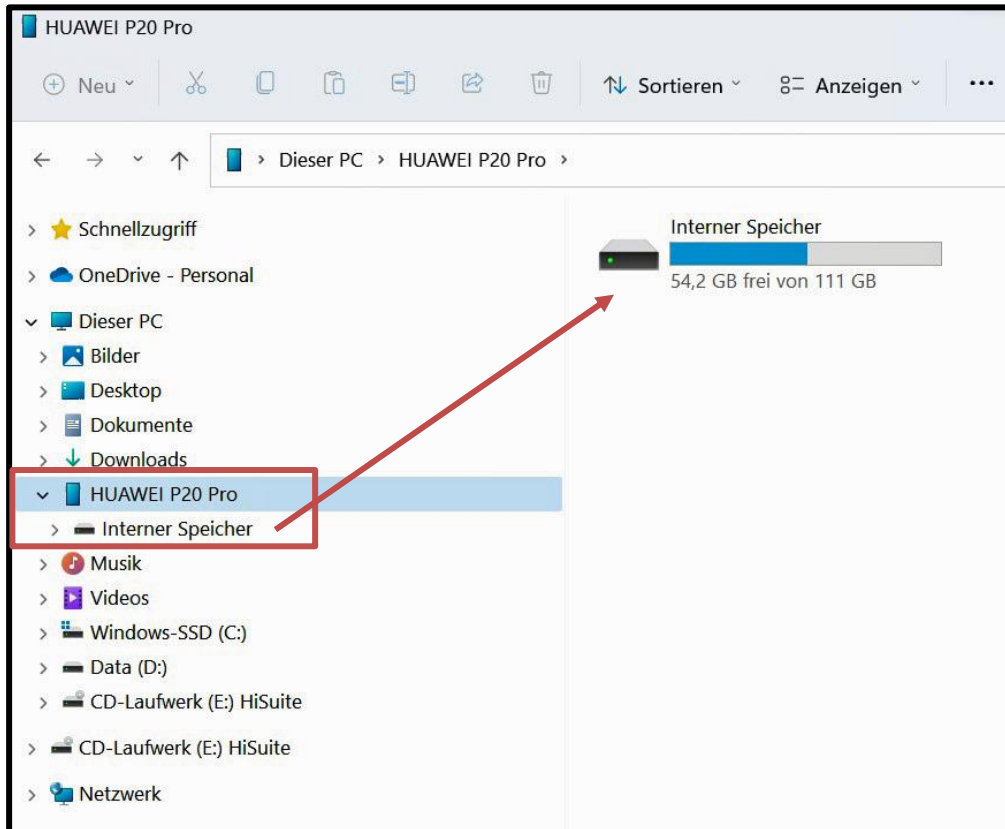 HUAWEI P20 Pro
Neu Sortieren Anzeigen ...
Dieser PC > HUAWEI P20 Pro >
Schnellzugriff
OneDrive - Personal
Dieser PC
Bilder
Desktop
Dokumente
Downloads
HUAWEI P20 Pro
Interner Speicher
Musik
Videos
Windows-SSD (C:)
Data (D:)
CD-Laufwerk (E:) HiSuite
CD-Laufwerk (E:) HiSuite
Netzwerk
Interner Speicher
54,2 GB frei von 111 GB